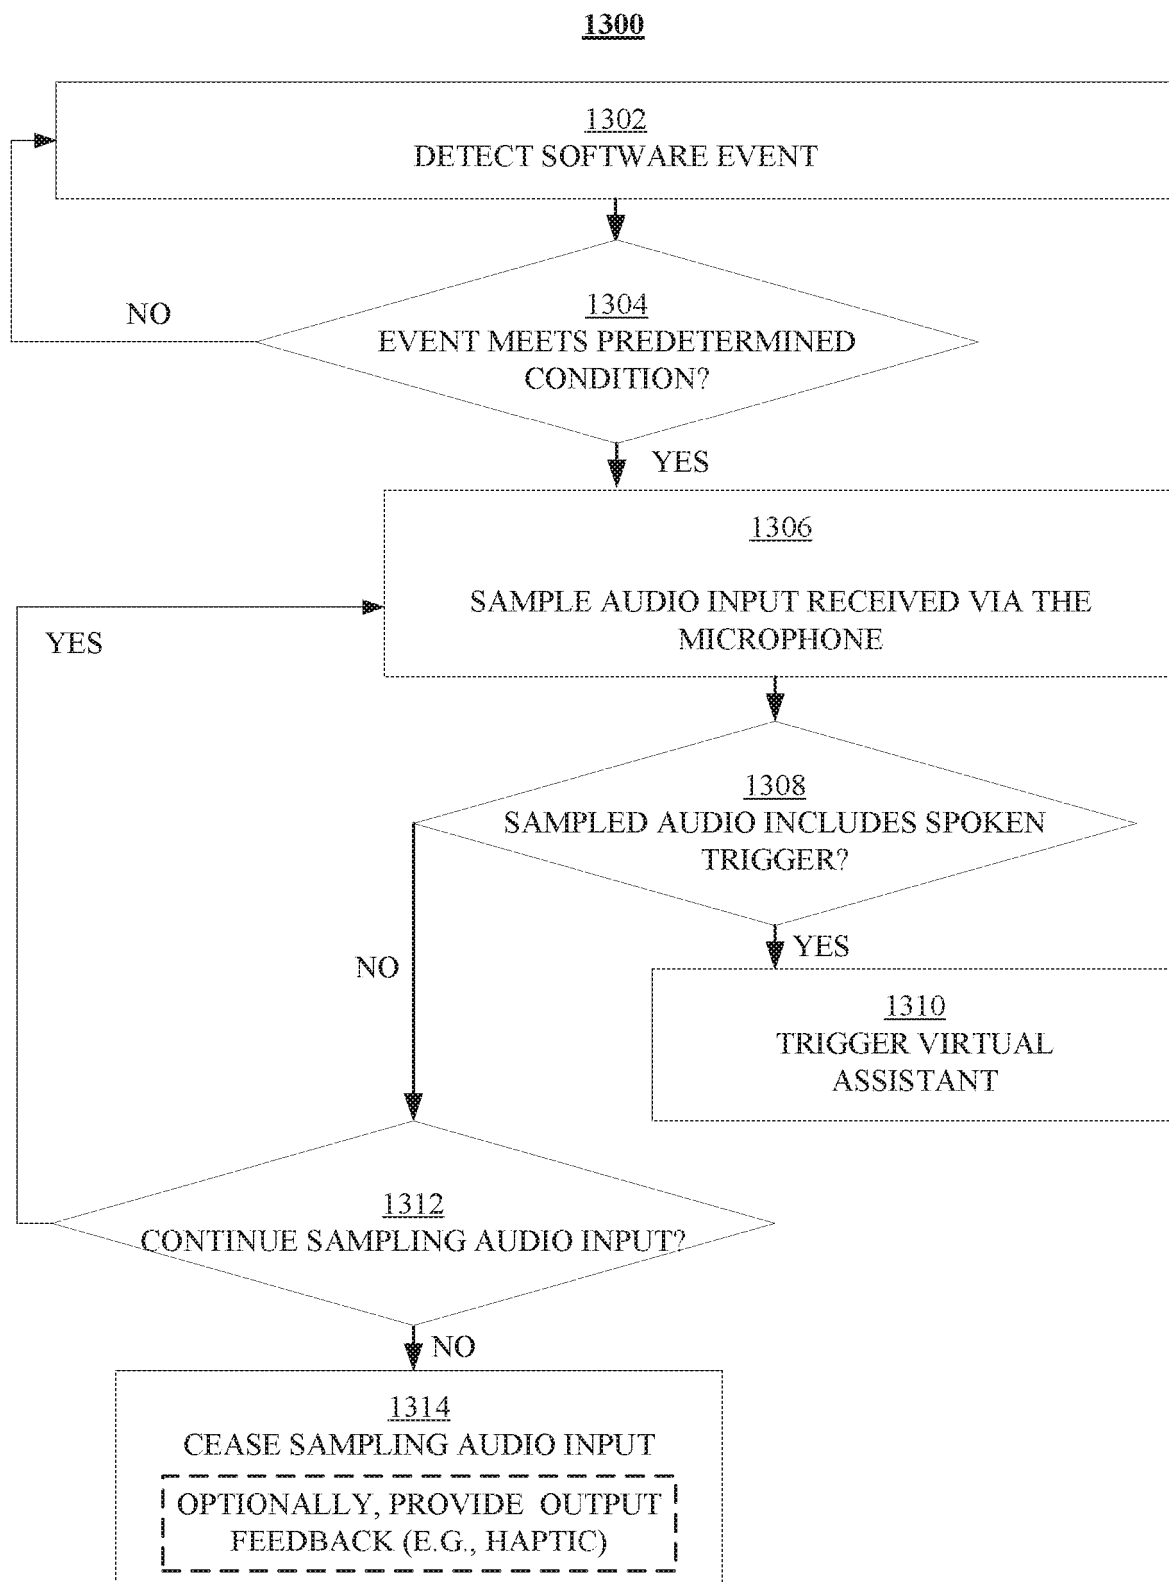 1300
1302
DETECT SOFTWARE EVENT
NO
1304
EVENT MEETS PREDETERMINED
CONDITION?
YES
1306
SAMPLE AUDIO INPUT RECEIVED VIA THE
MICROPHONE
YES
1308
SAMPLED AUDIO INCLUDES SPOKEN
TRIGGER?
NO
YES
1310
TRIGGER VIRTUAL
ASSISTANT
1312
CONTINUE SAMPLING AUDIO INPUT?
NO
1314
CEASE SAMPLING AUDIO INPUT
OPTIONALLY, PROVIDE OUTPUT
FEEDBACK (E.G., HAPTIC)